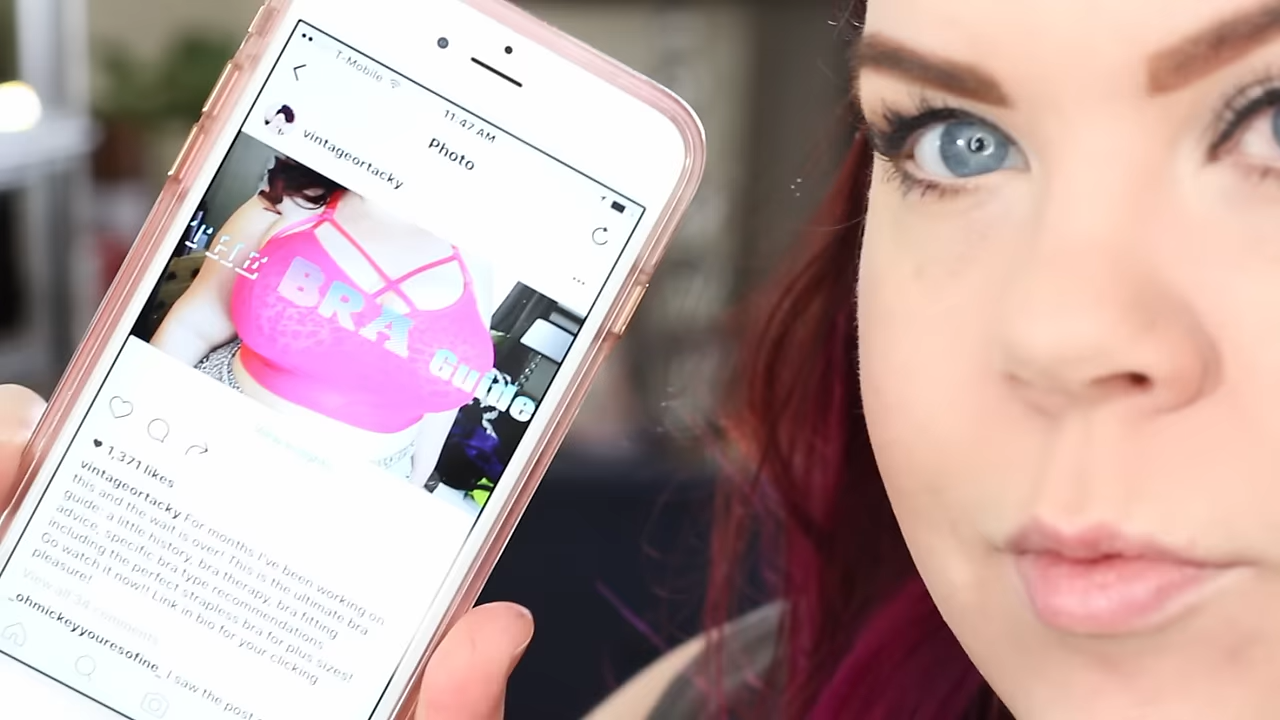 T-Mobile
11:47 AM
Photo
vintageortacky
THE
BRA
Guide
1,371 likes
vintageortacky For months I've been working on
this and the wait is over! This is the ultimate bra
guide: a little history, bra therapy, bra fitting
advice, specific bra type recommendations
including the perfect strapless bra for plus sizes!
Go watch it now!! Link in bio for your clicking
pleasure!
View all 34 comments
_ohmickeyyouresofine_ I saw the post